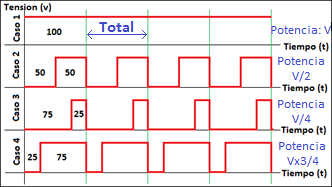 Tension (v)
Caso 1
100
Total
Potencia: V
Tiempo (t)
Caso 2
50 50
Potencia
V/2
Tiempo (t)
Caso 3
75 25
Potencia
V/4
Tiempo (t)
Caso 4
25 75
Potencia
Vx3/4
Tiempo (t)